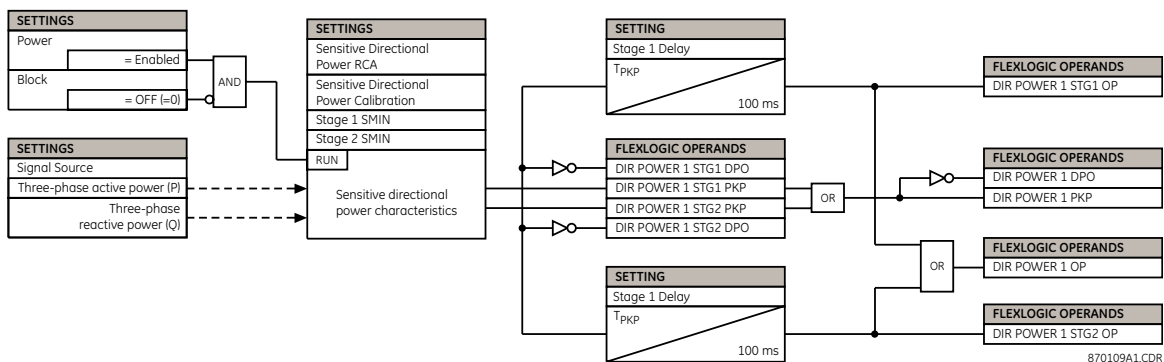 SETTINGS
Power
= Enabled
Block
= OFF (=0)
AND
SETTINGS
Signal Source
Three-phase active power (P)
Three-phase
reactive power (Q)
SETTINGS
Sensitive Directional
Power RCA
Sensitive Directional
Power Calibration
Stage 1 SMIN
Stage 2 SMIN
RUN
Sensitive directional
power characteristics
SETTING
Stage 1 Delay
TPKP
100 ms
FLEXLOGIC OPERANDS
DIR POWER 1 STG1 DPO
DIR POWER 1 STG1 PKP
DIR POWER 1 STG2 PKP
DIR POWER 1 STG2 DPO
SETTING
Stage 1 Delay
TPKP
100 ms
OR
OR
FLEXLOGIC OPERANDS
DIR POWER 1 STG1 OP
FLEXLOGIC OPERANDS
DIR POWER 1 DPO
DIR POWER 1 PKP
FLEXLOGIC OPERANDS
DIR POWER 1 OP
FLEXLOGIC OPERANDS
DIR POWER 1 STG2 OP
870109A1.CDR